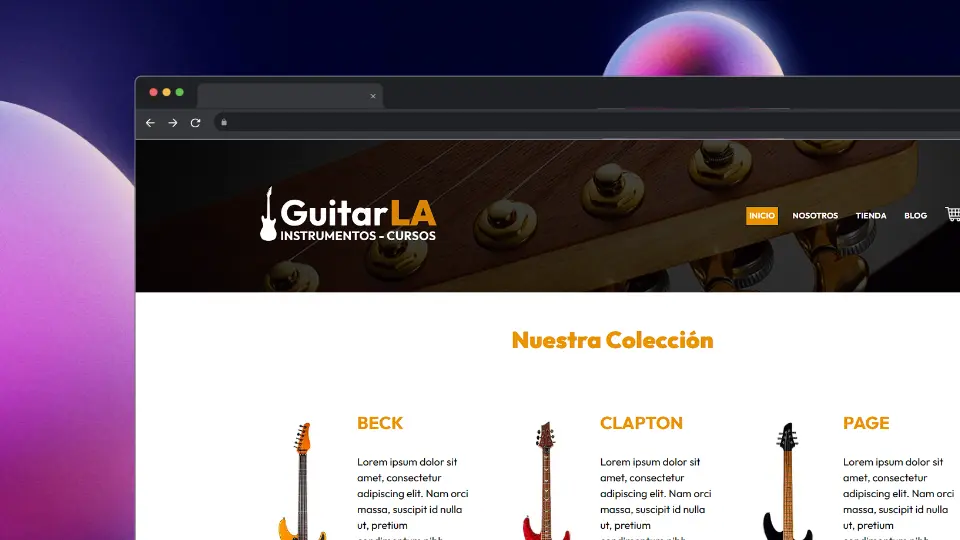 GuitarLA
INSTRUMENTOS - CURSOS
INICIO NOSOTROS TIENDA BLOG
Nuestra Colección
BECK
Lorem ipsum dolor sit
amet, consectetur
adipiscing elit. Nam orci
massa, suscipit id nulla
ut, pretium
CLAPTON
Lorem ipsum dolor sit
amet, consectetur
adipiscing elit. Nam orci
massa, suscipit id nulla
ut, pretium
PAGE
Lorem ipsum dolor sit
amet, consectetur
adipiscing elit. Nam orci
massa, suscipit id nulla
ut, pretium